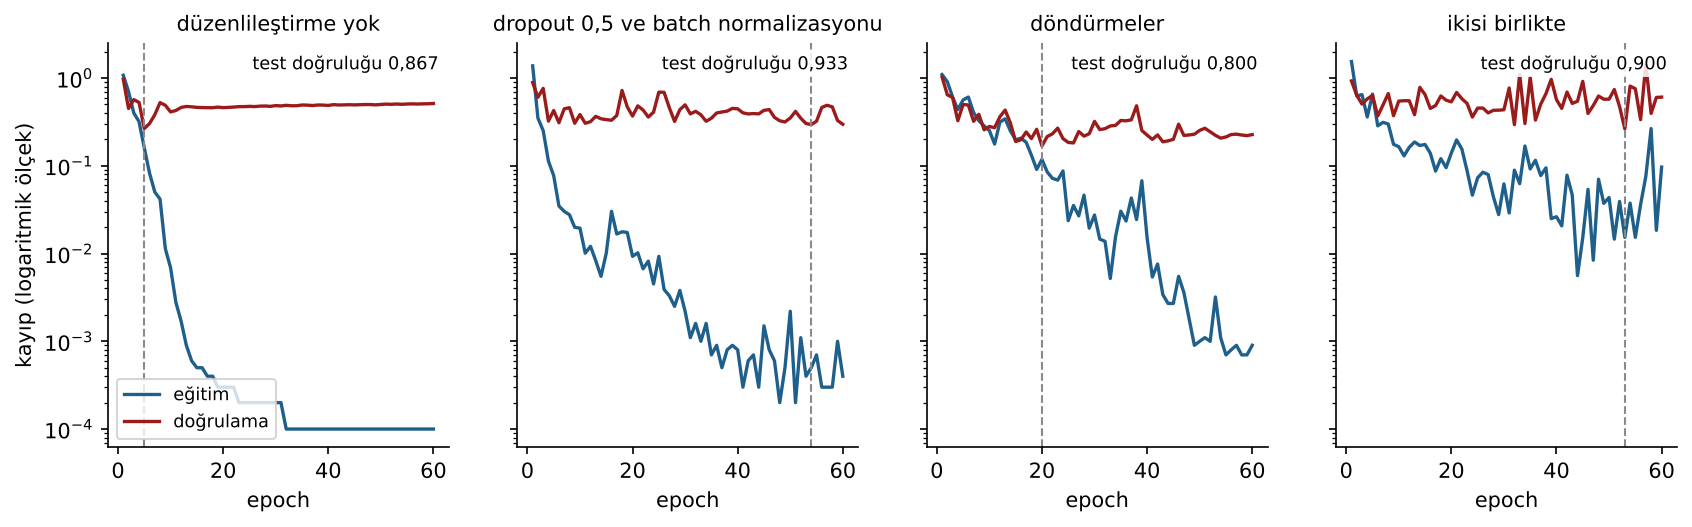 düzenlileştirme yok
dropout 0,5 ve batch normalizasyonu
döndürmeler
ikisi birlikte
test doğruluğu 0,867
test doğruluğu 0,933
test doğruluğu 0,800
test doğruluğu 0,900
kayıp (logaritmik ölçek)
10⁰
10⁻¹
10⁻²
10⁻³
10⁻⁴
eğitim
doğrulama
0 20 40 60
0 20 40 60
0 20 40 60
0 20 40 60
epoch
epoch
epoch
epoch